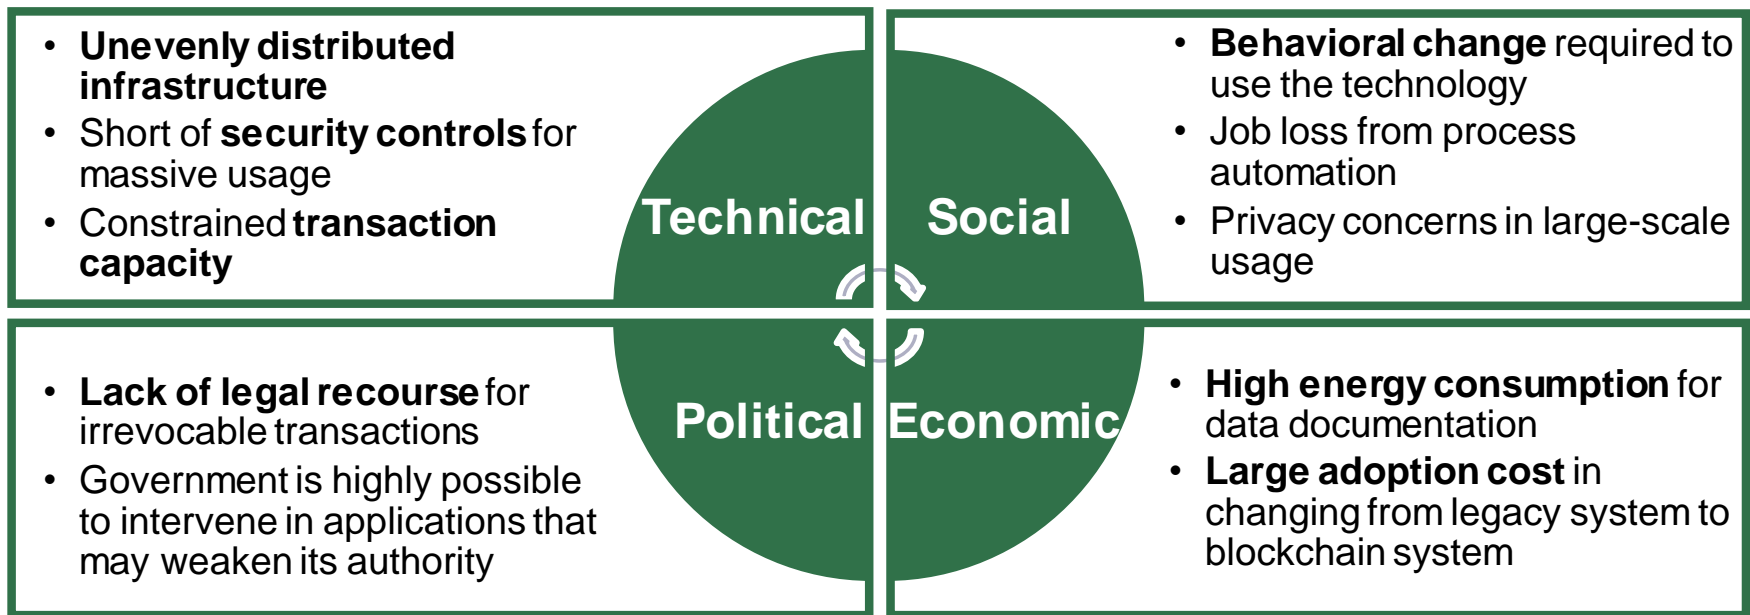 • Unevenly distributed
infrastructure
• Short of security controls for
massive usage
• Constrained transaction
capacity
Technical
Social
• Behavioral change required to
use the technology
• Job loss from process
automation
• Privacy concerns in large-scale
usage
• Lack of legal recourse for
irrevocable transactions
• Government is highly possible
to intervene in applications that
may weaken its authority
Political
Economic
• High energy consumption for
data documentation
• Large adoption cost in
changing from legacy system to
blockchain system